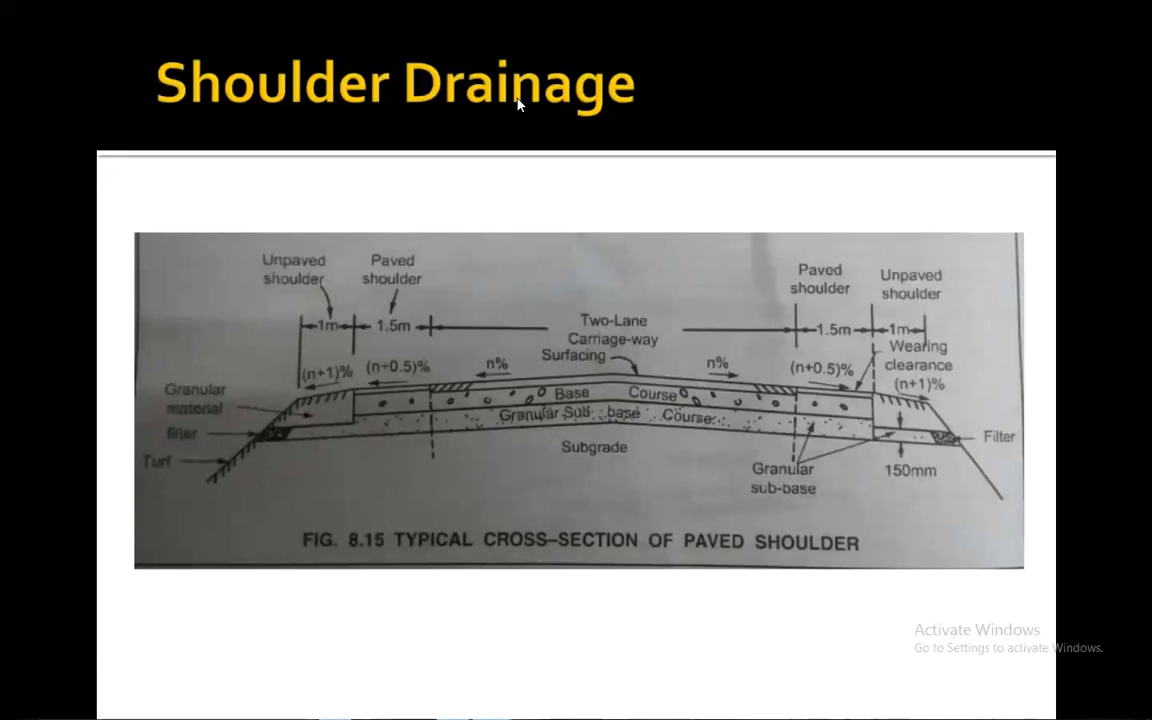 Shoulder Drainage
Unpaved
shoulder
Paved
shoulder
Paved
shoulder
Unpaved
shoulder
1m
1.5m
Two-Lane
Carriage-way
1.5m
1m
Surfacing
Wearing
clearance
(n+1)%
(n+0.5)%
n%
n%
(n+0.5)%
(n+1)%
Granular
material
Base Course
Granular Sub-base Course
filter
Filter
Turf
Subgrade
Granular
sub-base
150mm
FIG. 8.15 TYPICAL CROSS-SECTION OF PAVED SHOULDER
Activate Windows
Go to Settings to activate Windows.